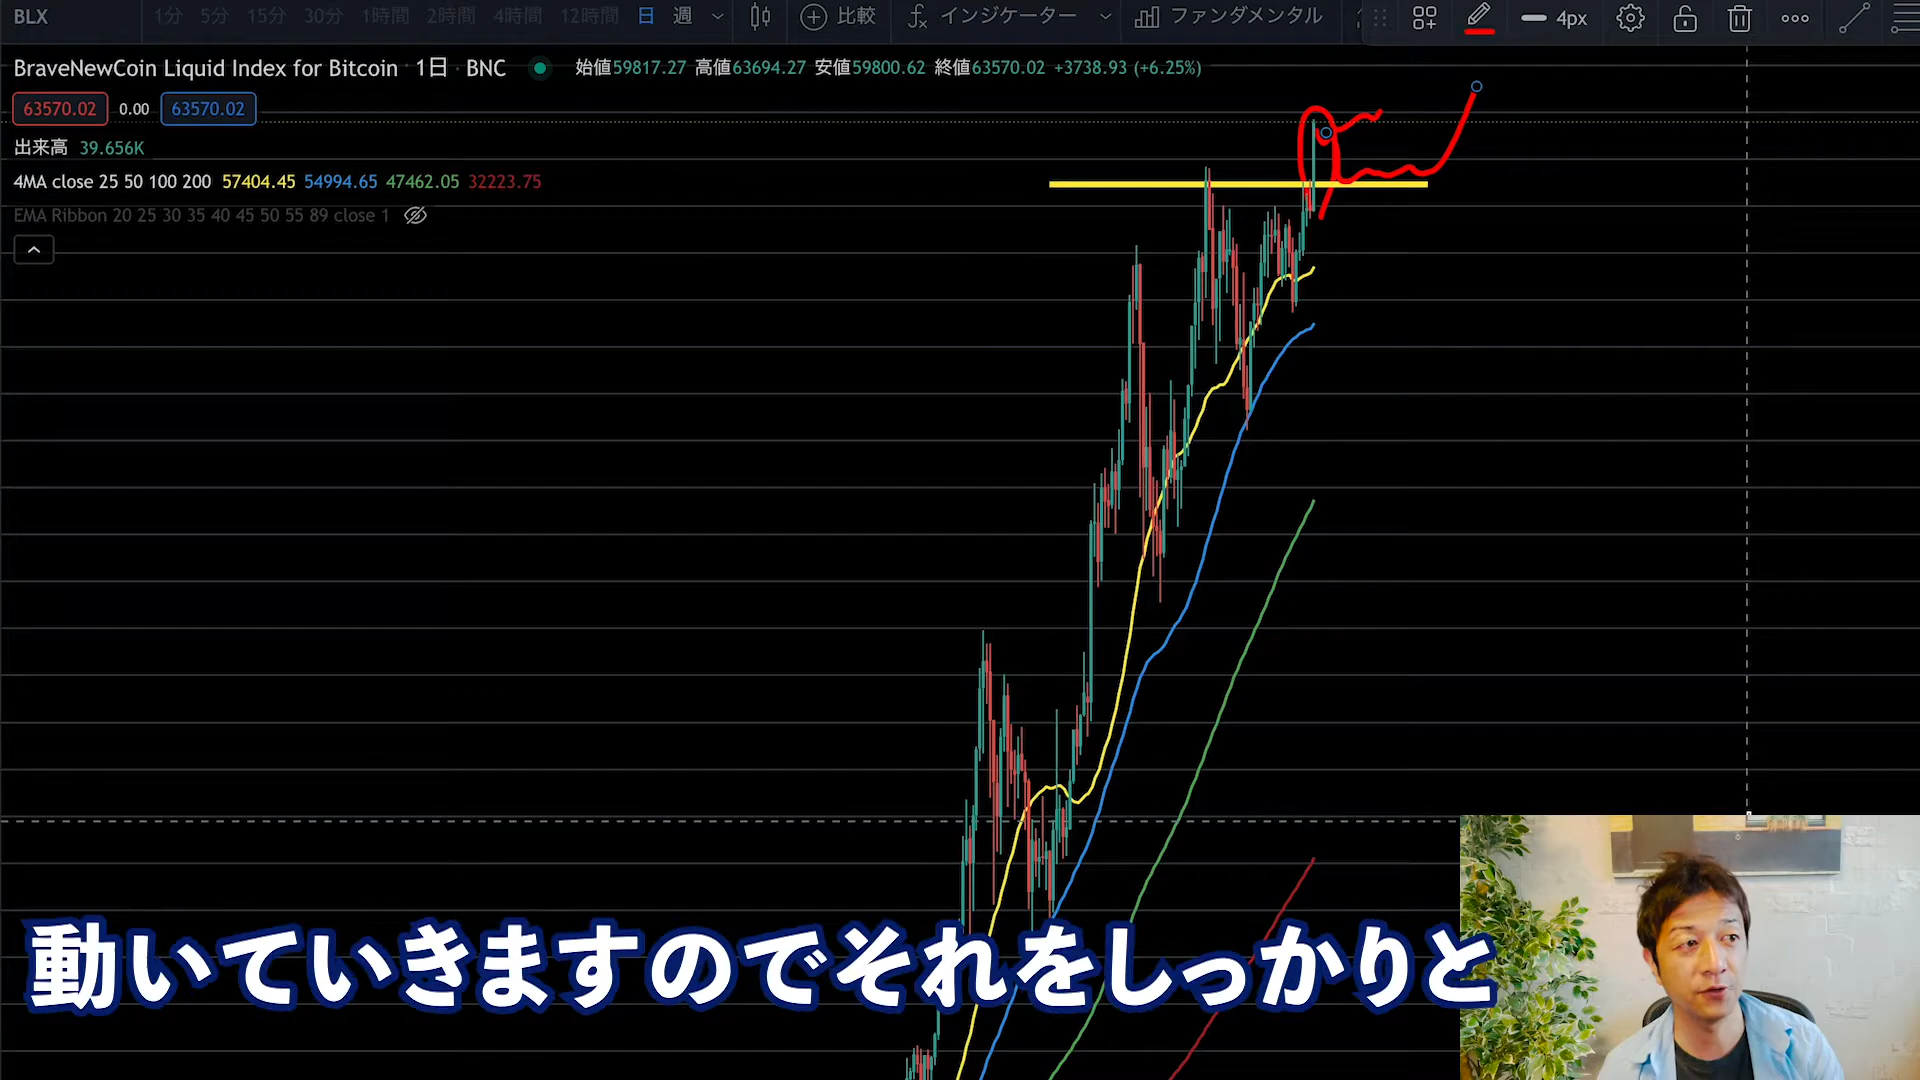 BLX 1分 5分 15分 30分 1時間 2時間 4時間 12時間 日 週 比較 インジケーター ファンダメンタル 4px
BraveNewCoin Liquid Index for Bitcoin · 1日 · BNC 始値59817.27 高値63694.27 安値59800.62 終値63570.02 +3738.93 (+6.25%)
63570.02 0.00 63570.02
出来高 39.656K
4MA close 25 50 100 200 57404.45 54994.65 47462.05 32223.75
EMA Ribbon 20 25 30 35 40 45 50 55 89 close 1
動いていきますのでそれをしっかりと